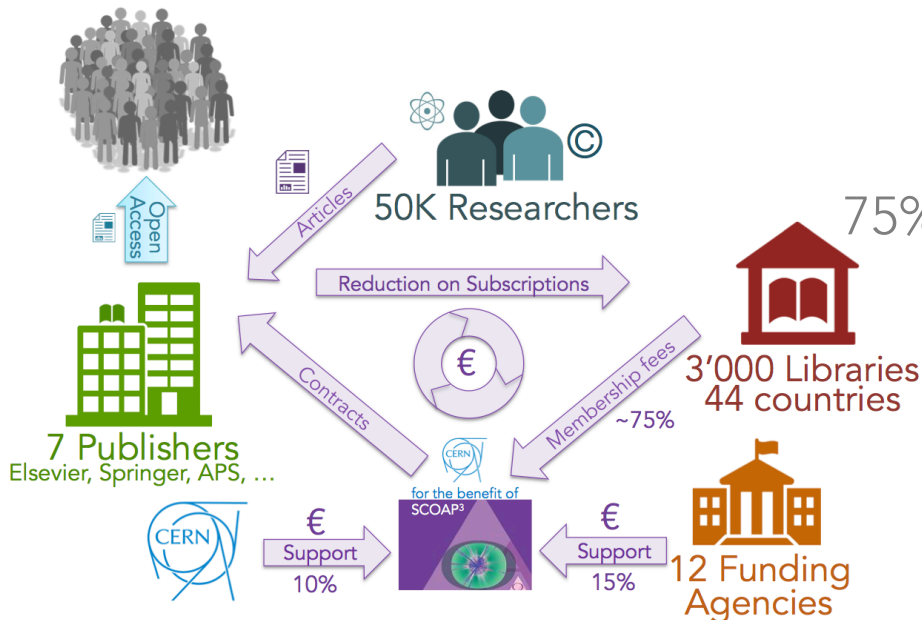 ©
50K Researchers
Articles
Open
Access
75%
Reduction on Subscriptions
€
Contracts
Membership fees
~75%
3'000 Libraries
44 countries
7 Publishers
Elsevier, Springer, APS, ...
CERN
for the benefit of
SCOAP³
CERN
€
Support
10%
€
Support
15%
12 Funding
Agencies